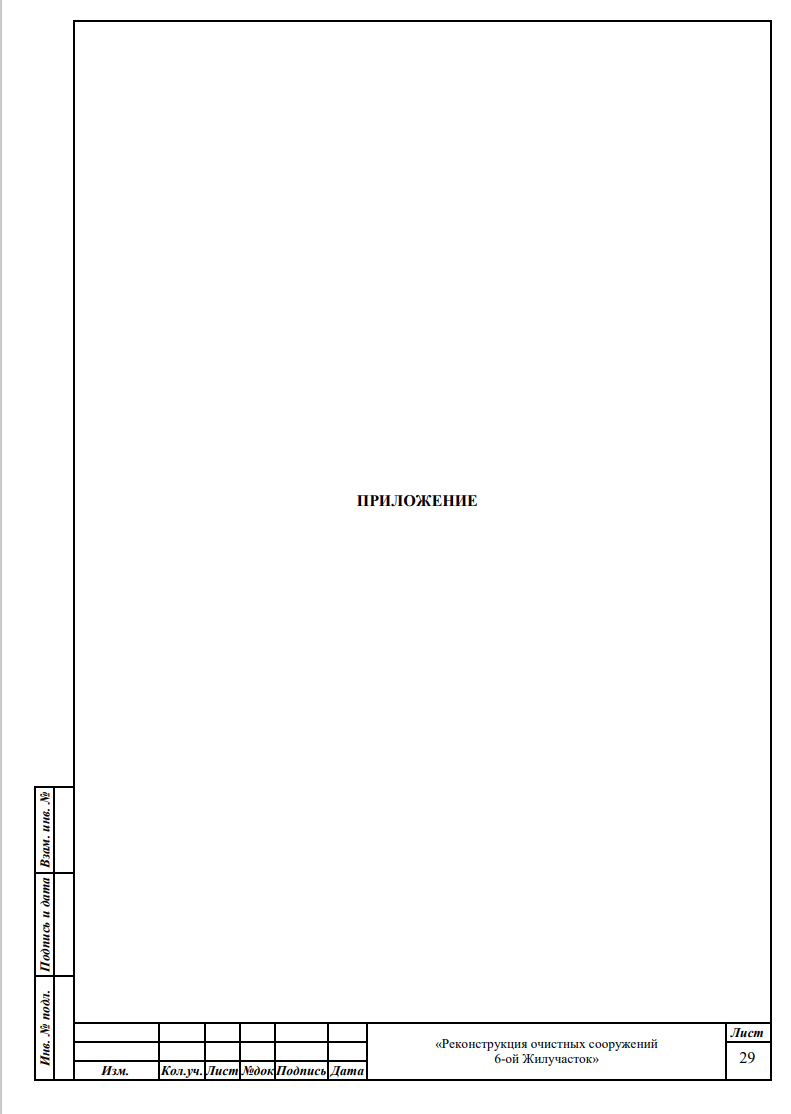 ПРИЛОЖЕНИЕ
Взам. инв. №
Подпись и дата
Инв. № подл.
«Реконструкция очистных сооружений
6-ой Жилучасток»
Лист
29
Изм. Кол.уч. Лист №док Подпись Дата